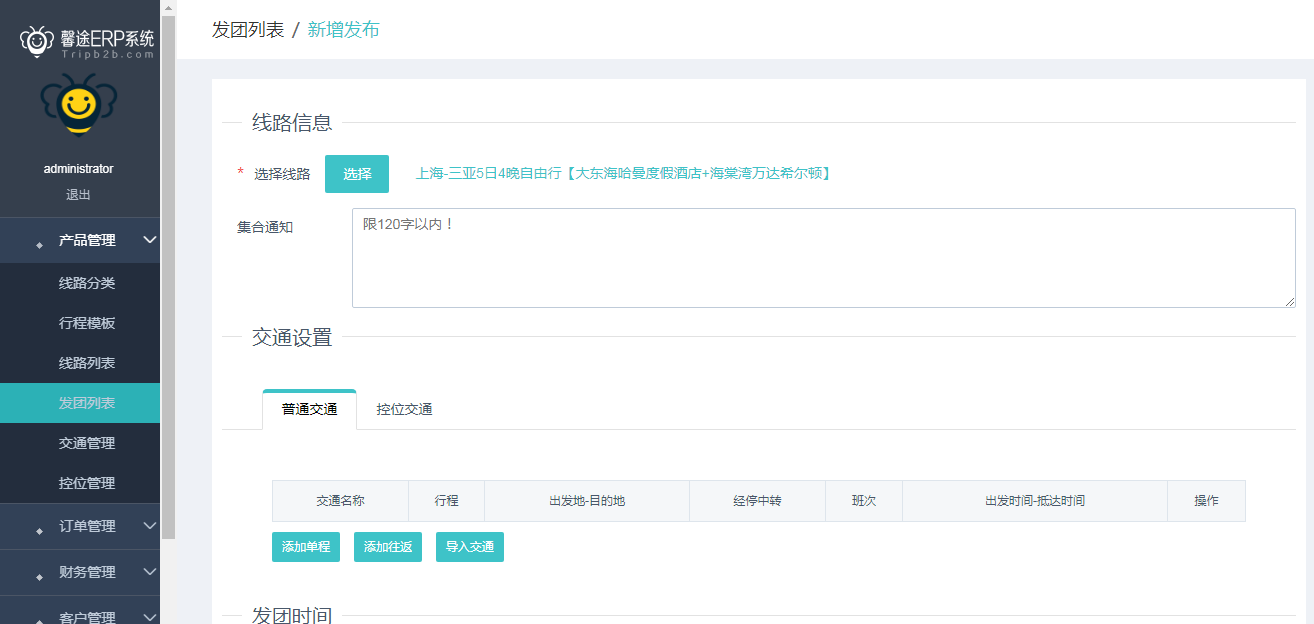 馨途ERP系统
Tripb2b.com
administrator
退出
产品管理
线路分类
行程模板
线路列表
发团列表
交通管理
控位管理
订单管理
财务管理
客户管理
发团列表 / 新增发布
线路信息
* 选择线路 选择 上海-三亚5日4晚自由行【大东海哈曼度假酒店+海棠湾万达希尔顿】
集合通知 限120字以内！
交通设置
普通交通 控位交通
交通名称 行程 出发地-目的地 经停中转 班次 出发时间-抵达时间 操作
添加单程 添加往返 导入交通
发团时间